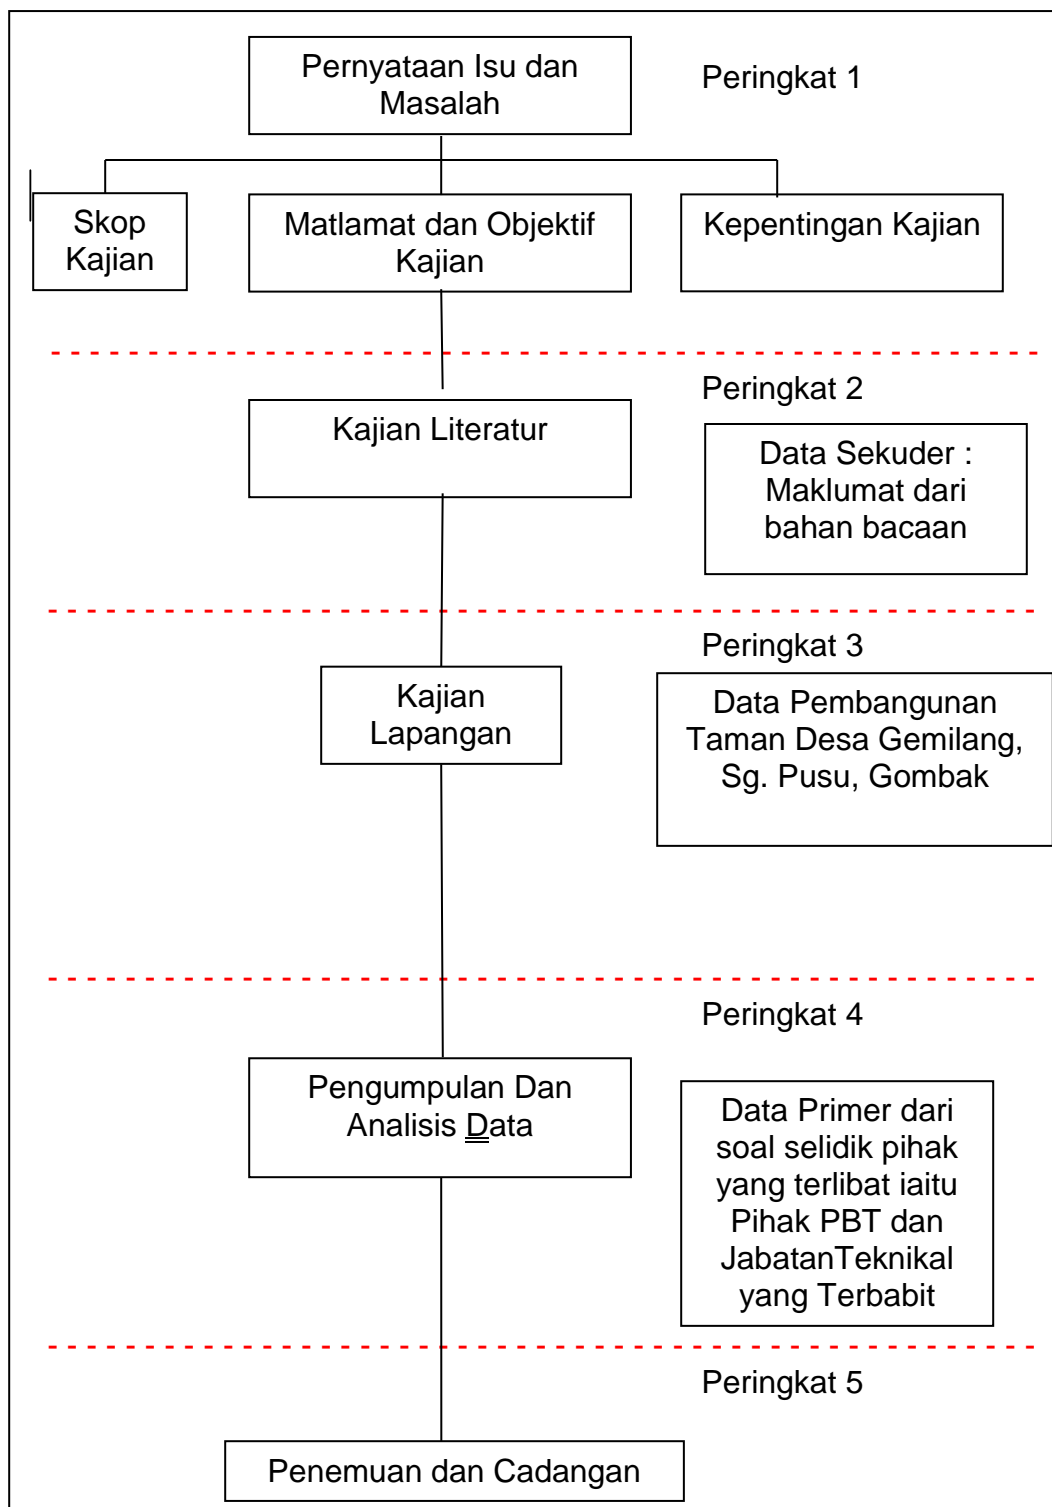 Pernyataan Isu dan
Masalah
Peringkat 1
Skop
Kajian
Matlamat dan Objektif
Kajian
Kepentingan Kajian
Peringkat 2
Kajian Literatur
Data Sekuder :
Maklumat dari
bahan bacaan
Peringkat 3
Kajian
Lapangan
Data Pembangunan
Taman Desa Gemilang,
Sg. Pusu, Gombak
Peringkat 4
Pengumpulan Dan
Analisis Data
Data Primer dari
soal selidik pihak
yang terlibat iaitu
Pihak PBT dan
JabatanTeknikal
yang Terbabit
Peringkat 5
Penemuan dan Cadangan